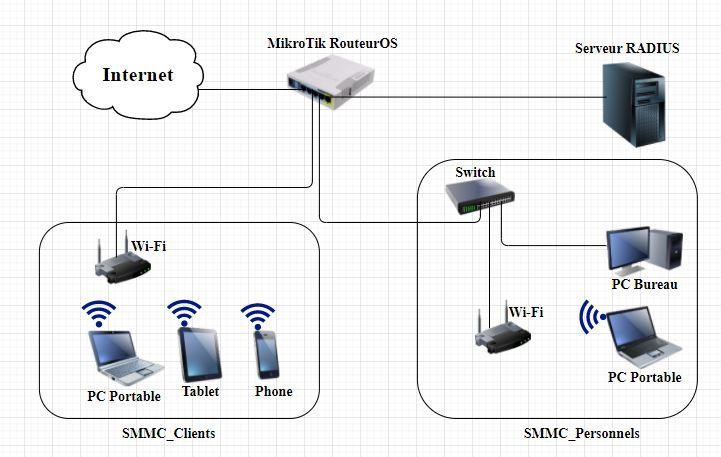 MikroTik RouteurOS
Serveur RADIUS
Internet
Switch
Wi-Fi
PC Bureau
Wi-Fi
PC Portable
Tablet
Phone
PC Portable
SMMC_Clients
SMMC_Personnels